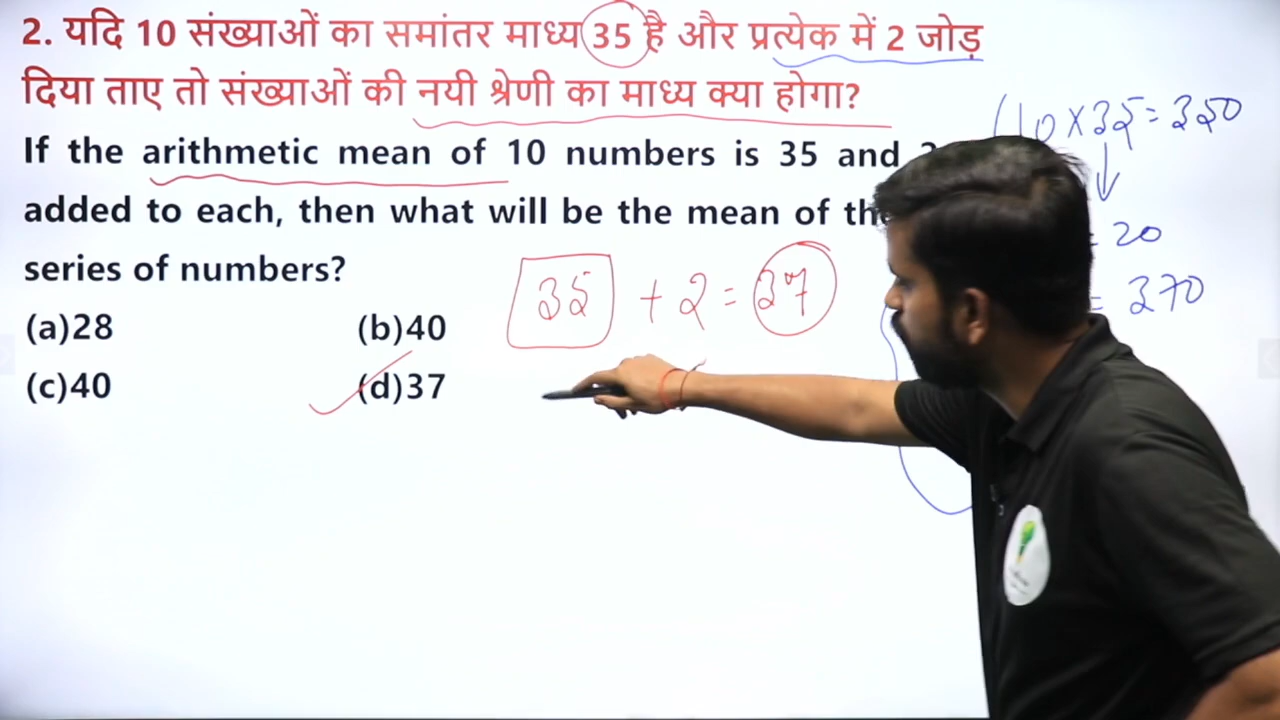 2. यदि 10 संख्याओं का समांतर माध्य 35 है और प्रत्येक में 2 जोड़
दिया ताए तो संख्याओं की नयी श्रेणी का माध्य क्या होगा?
10 X 35 = 350
If the arithmetic mean of 10 numbers is 35 and
added to each, then what will be the mean of the
= 20
series of numbers?
35 + 2 = 37
= 370
(a)28 (b)40
(c)40 (d)37